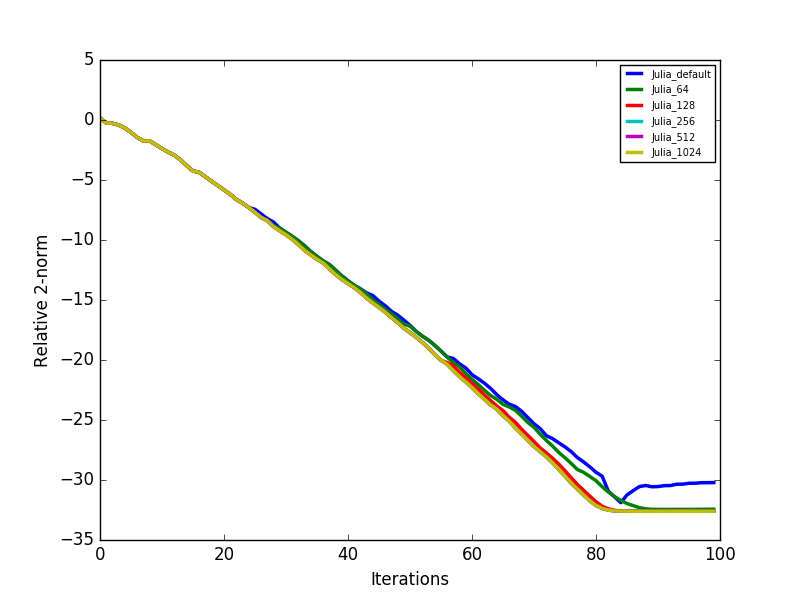 5
0
−5
−10
−15
−20
−25
−30
−35
Relative 2-norm
0 20 40 60 80 100
Iterations
Julia_default
Julia_64
Julia_128
Julia_256
Julia_512
Julia_1024